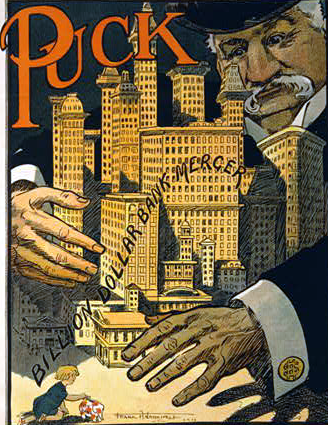 PUCK
BILLION DOLLAR BANK MERGER